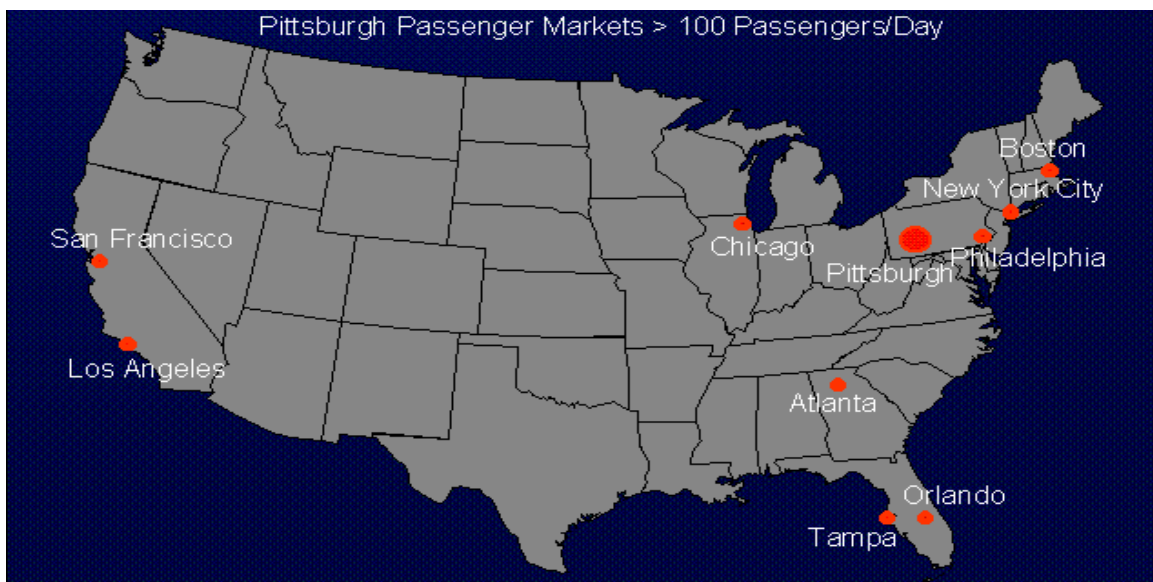 Pittsburgh Passenger Markets > 100 Passengers/Day
Boston
New York City
San Francisco
Chicago
Philadelphia
Pittsburgh
Los Angeles
Atlanta
Orlando
Tampa